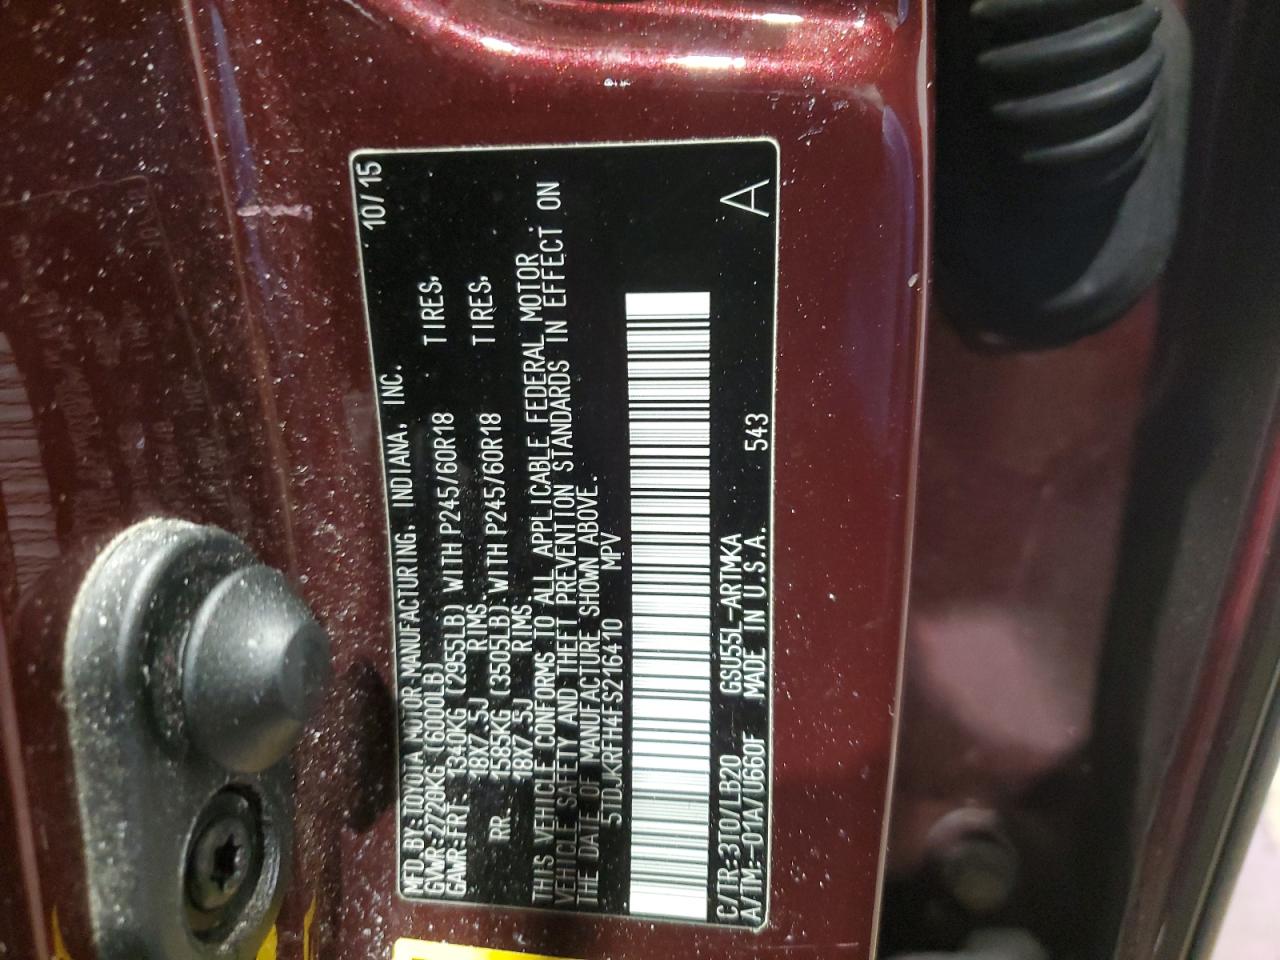 MFD.BY:TOYOTA MOTOR MANUFACTURING, INDIANA, INC. 10/15
GVWR:2720KG (6000LB)
GAWR:FRT. 1340KG (2955LB) WITH P245/60R18 TIRES,
18X7.5J RIMS.
RR. 1585KG (3505LB) WITH P245/60R18 TIRES,
18X7.5J RIMS.
THIS VEHICLE CONFORMS TO ALL APPLICABLE FEDERAL MOTOR
VEHICLE SAFETY AND THEFT PREVENTION STANDARDS IN EFFECT ON
THE DATE OF MANUFACTURE SHOWN ABOVE.
5TDJKRFH4FS216410 MPV
C/TR:3T0/LB20 GSU55L-ARTMKA
A/TM:-01A/U660F MADE IN U.S.A. 543
A